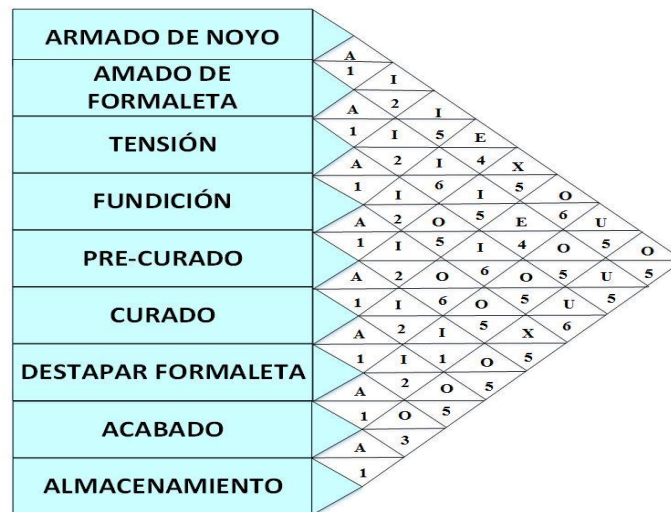 ARMADO DE NOYO
A
AMADO DE 1 I
FORMALETA A 2 I
TENSIÓN 1 I 5 E
A 2 I 4 X
FUNDICIÓN 1 I 6 I 5 O
A 2 O 5 E 6 U
PRE-CURADO 1 I 5 I 4 O 5 O
A 2 O 6 O 5 U 5
CURADO 1 I 6 O 5 U 5
A 2 I 5 X 6
DESTAPAR FORMALETA 1 I 1 O 5
A 2 O 5
ACABADO 1 O 5
A 3
ALMACENAMIENTO 1